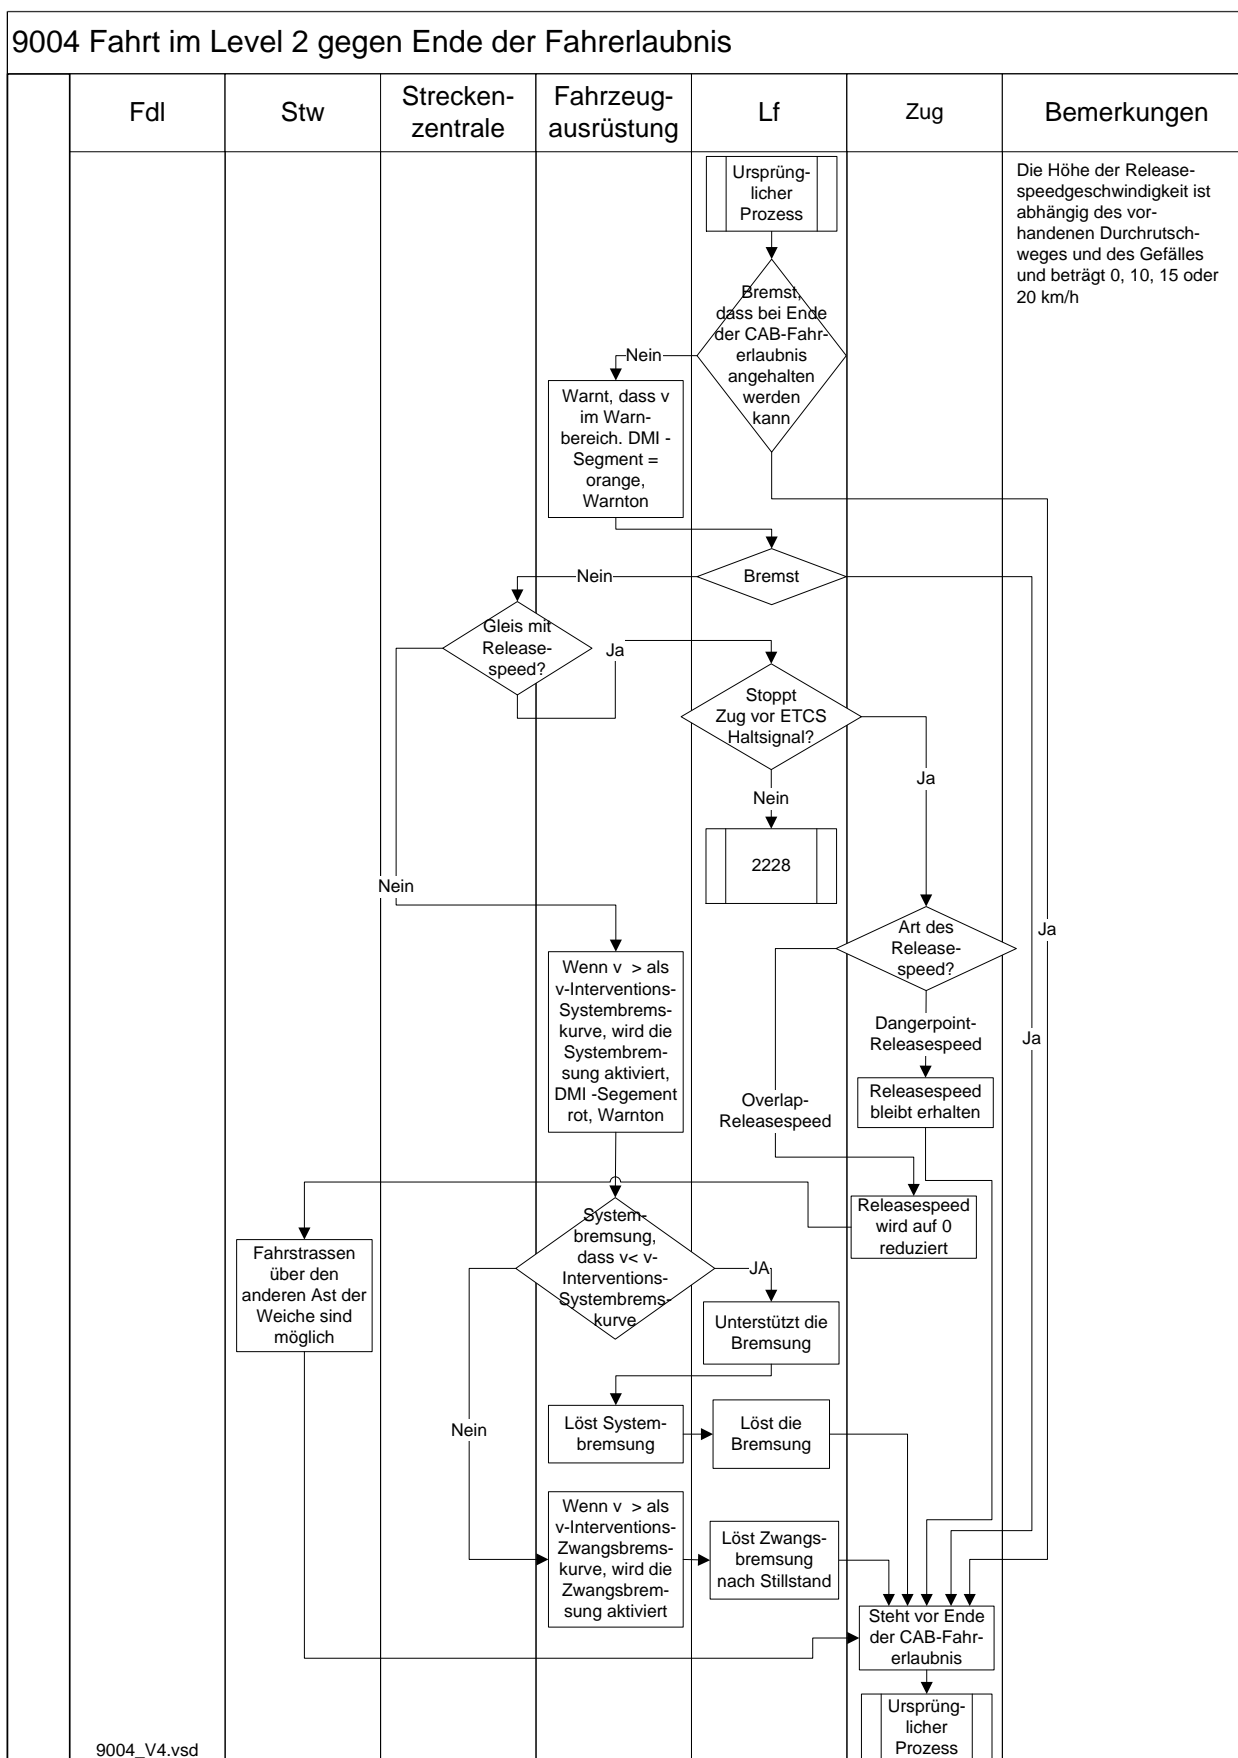 9004 Fahrt im Level 2 gegen Ende der Fahrerlaubnis
Fdl
Stw
Strecken-
zentrale
Fahrzeug-
ausrüstung
Lf
Zug
Bemerkungen
Ursprüng-
licher
Prozess
Die Höhe der Release-
speedgeschwindigkeit ist
abhängig des vor-
handenen Durchrutsch-
weges und des Gefälles
und beträgt 0, 10, 15 oder
20 km/h
Bremst,
dass bei Ende
der CAB-Fahr-
erlaubnis
angehalten
werden
kann
Nein
Warnt, dass v
im Warn-
bereich. DMI -
Segment =
orange,
Warnton
Bremst
Nein
Gleis mit
Release-
speed?
Ja
Stoppt
Zug vor ETCS
Haltsignal?
Ja
Nein
2228
Nein
Art des
Release-
speed?
Ja
Wenn v  > als
v-Interventions-
Systembrems-
kurve, wird die
Systembrem-
sung aktiviert,
DMI -Segement
rot, Warnton
Dangerpoint-
Releasespeed
Ja
Releasespeed
bleibt erhalten
Overlap-
Releasespeed
Releasespeed
wird auf 0
reduziert
System-
bremsung,
dass v< v-
Interventions-
Systembrems-
kurve
JA
Fahrstrassen
über den
anderen Ast der
Weiche sind
möglich
Unterstützt die
Bremsung
Nein
Löst System-
bremsung
Löst die
Bremsung
Wenn v  > als
v-Interventions-
Zwangsbrems-
kurve, wird die
Zwangsbrem-
sung aktiviert
Löst Zwangs-
bremsung
nach Stillstand
Steht vor Ende
der CAB-Fahr-
erlaubnis
Ursprüng-
licher
Prozess
9004_V4.vsd